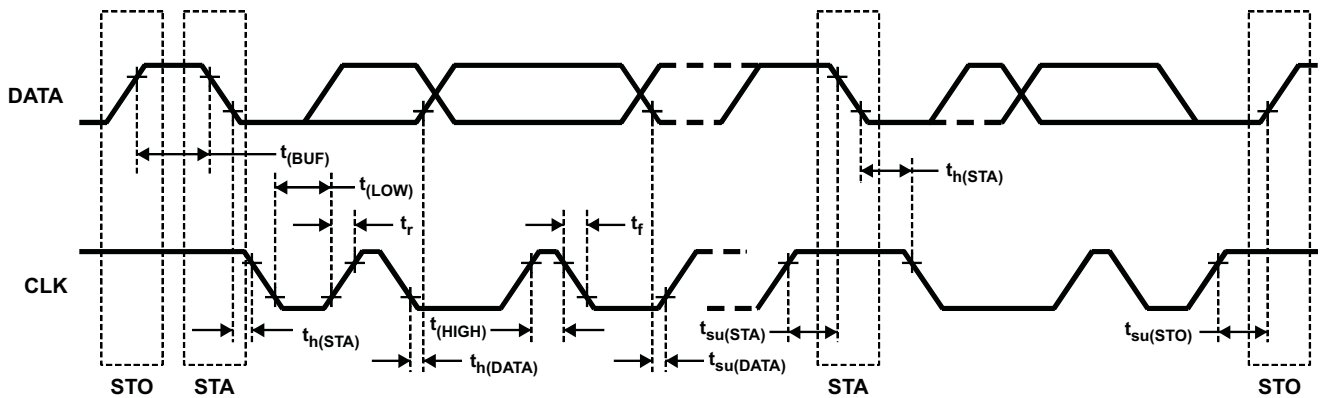 DATA
t(BUF)
t(LOW)
tr
tf
th(STA)
CLK
th(STA)
t(HIGH)
th(DATA)
tsu(DATA)
tsu(STA)
tsu(STO)
STO
STA
STA
STO